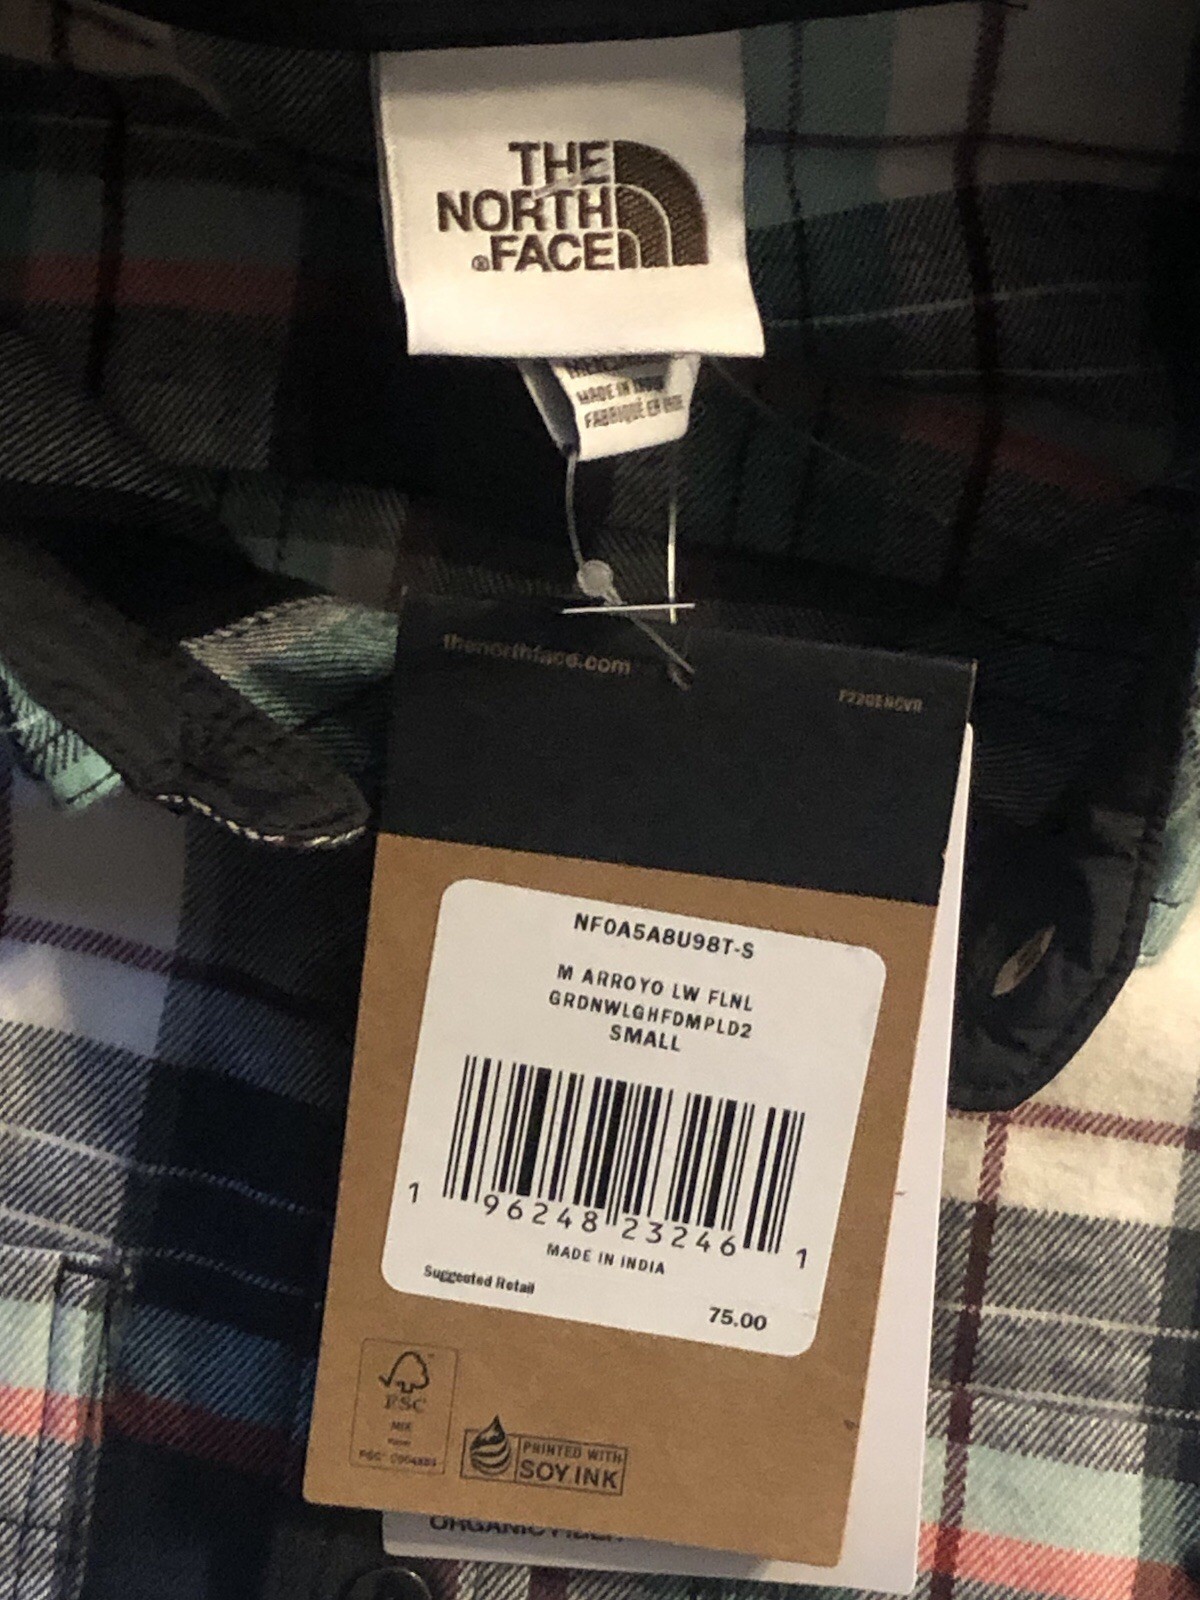 THE
NORTH
®FACE
MADE IN INDIA
FABRIQUÉ EN INDE
thenorthface.com
NF0A5A8U98T-S
M ARROYO LW FLNL
GRDNWLGHFDMPLD2
SMALL
1 96248 23246 1
MADE IN INDIA
Suggested Retail
75.00
FSC
MIX
PRINTED WITH
SOY INK